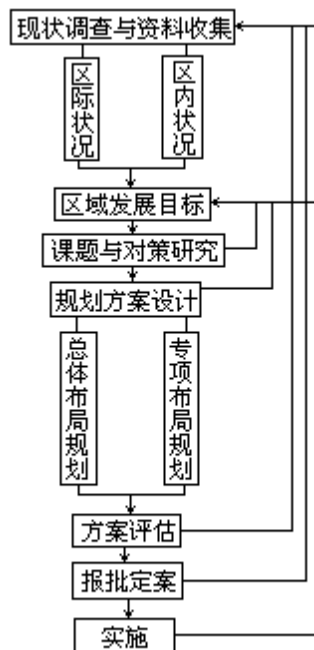 现状调查与资料收集
区际状况
区内状况
区域发展目标
课题与对策研究
规划方案设计
总体布局规划
专项布局规划
方案评估
报批定案
实施